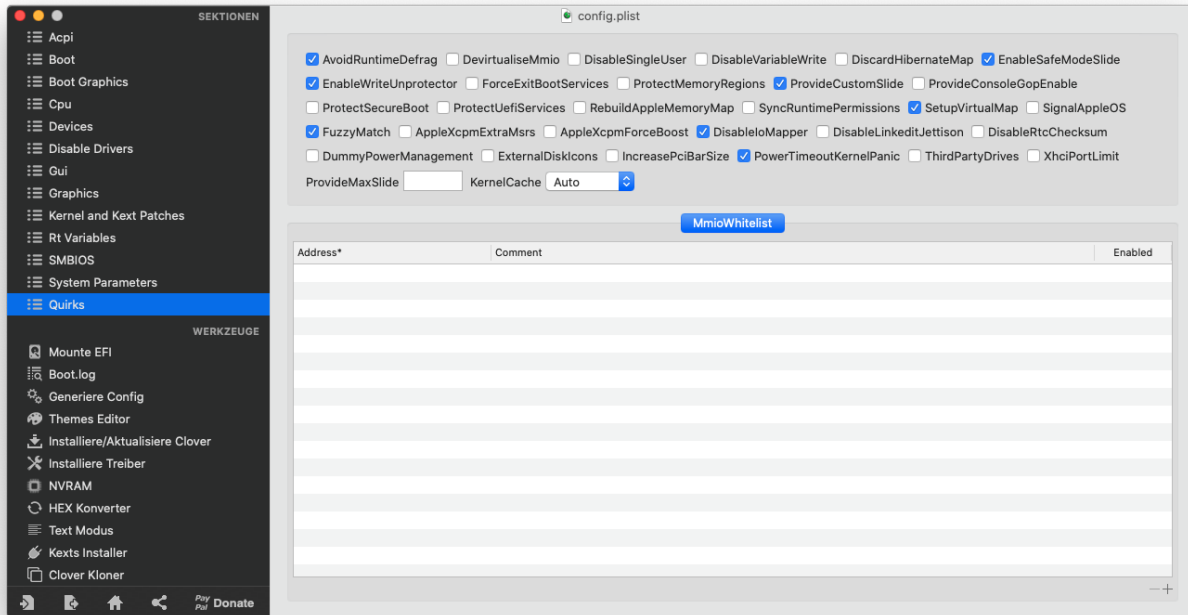 SEKTIONEN
Acpi
Boot
Boot Graphics
Cpu
Devices
Disable Drivers
Gui
Graphics
Kernel and Kext Patches
Rt Variables
SMBIOS
System Parameters
Quirks
WERKZEUGE
Mounte EFI
Boot.log
Generiere Config
Themes Editor
Installiere/Aktualisiere Clover
Installiere Treiber
NVRAM
HEX Konverter
Text Modus
Kexts Installer
Clover Kloner
Pay Pal Donate
config.plist
AvoidRuntimeDefrag DevirtualiseMmio DisableSingleUser DisableVariableWrite DiscardHibernateMap EnableSafeModeSlide
EnableWriteUnprotector ForceExitBootServices ProtectMemoryRegions ProvideCustomSlide ProvideConsoleGopEnable
ProtectSecureBoot ProtectUefiServices RebuildAppleMemoryMap SyncRuntimePermissions SetupVirtualMap SignalAppleOS
FuzzyMatch AppleXcpmExtraMsrs AppleXcpmForceBoost DisableIoMapper DisableLinkeditJettison DisableRtcChecksum
DummyPowerManagement ExternalDiskIcons IncreasePciBarSize PowerTimeoutKernelPanic ThirdPartyDrives XhciPortLimit
ProvideMaxSlide KernelCache Auto
MmioWhitelist
Address* Comment Enabled